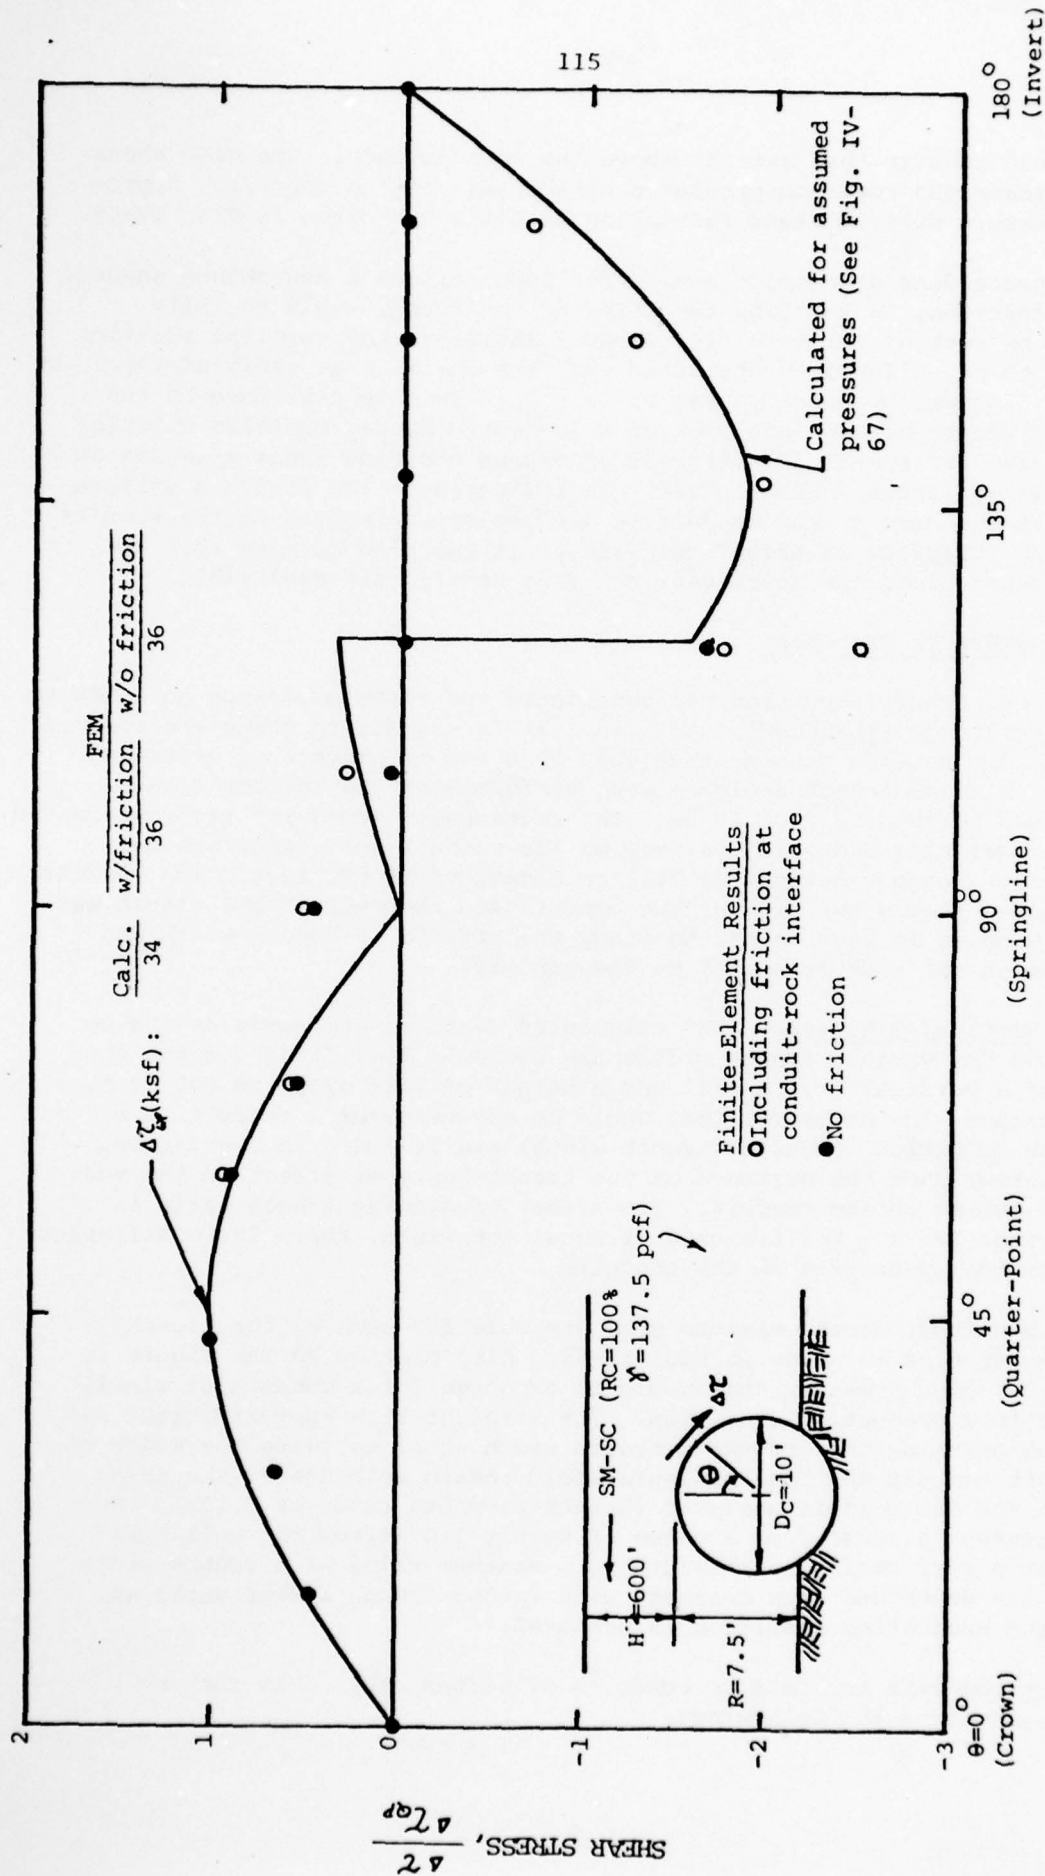 115
2
1
0
-1
-2
-3
SHEAR STRESS, Δτ
Δτ_QP
FEM
Calc. w/friction w/o friction
Δτ_QP(ksf): 34 36 36
Calculated for assumed
pressures (See Fig. IV-
67)
Finite-Element Results
O Including friction at
conduit-rock interface
● No friction
SM-SC (RC=100%
γ=137.5 pcf)
H=600'
R=7.5'
Dc=10'
θ
Δτ
θ=0°
(Crown)
45°
(Quarter-Point)
90°
(Springline)
135°
180°
(Invert)